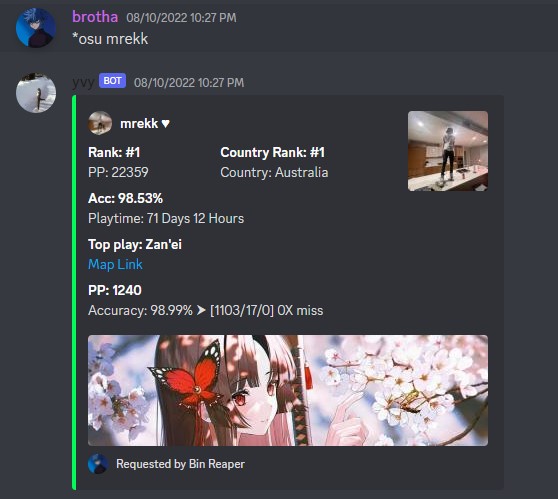 brotha 08/10/2022 10:27 PM
*osu mrekk
yvy BOT 08/10/2022 10:27 PM
mrekk ♥
Rank: #1 Country Rank: #1
PP: 22359 Country: Australia
Acc: 98.53%
Playtime: 71 Days 12 Hours
Top play: Zan'ei
Map Link
PP: 1240
Accuracy: 98.99% ➤ [1103/17/0] 0X miss
Requested by Bin Reaper